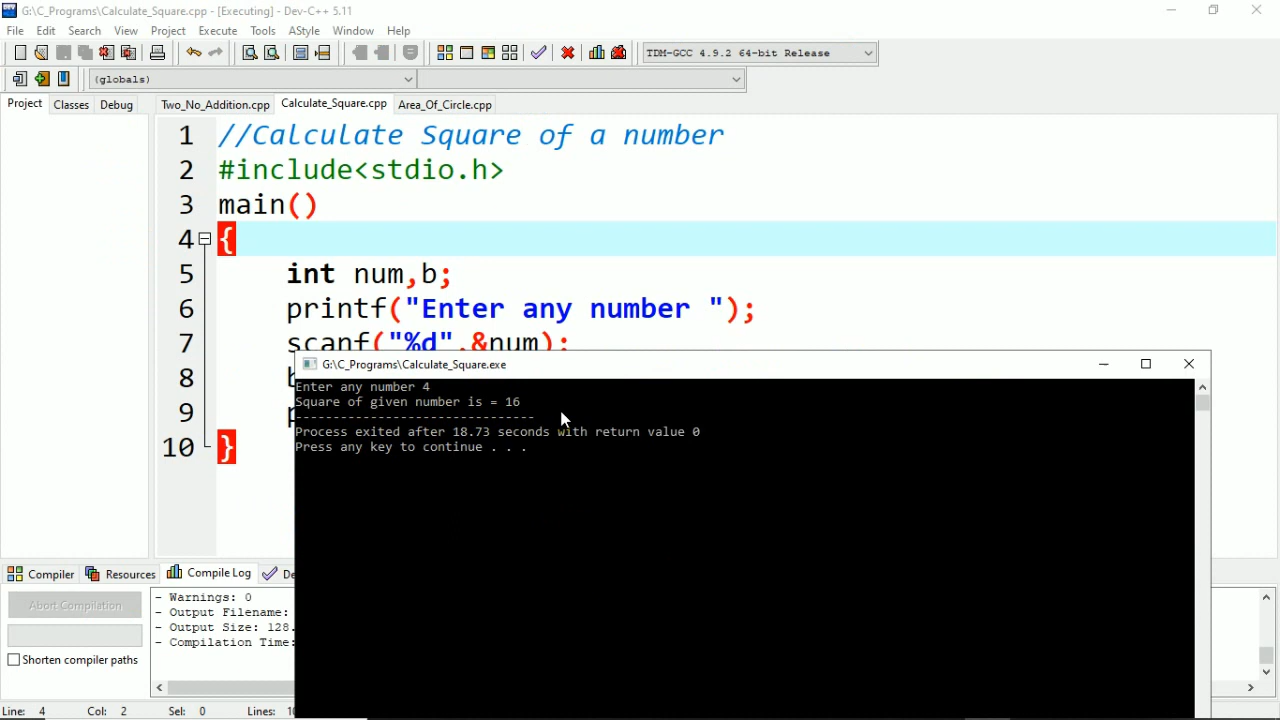 G:\C_Programs\Calculate_Square.cpp - [Executing] - Dev-C++ 5.11
File Edit Search View Project Execute Tools AStyle Window Help
TDM-GCC 4.9.2 64-bit Release
(globals)
Project Classes Debug Two_No_Addition.cpp Calculate_Square.cpp Area_Of_Circle.cpp
1 //Calculate Square of a number
2 #include<stdio.h>
3 main()
4 {
5 int num,b;
6 printf("Enter any number ");
7 scanf("%d",&num);
8 b
9 p
10 }
G:\C_Programs\Calculate_Square.exe
Enter any number 4
Square of given number is = 16
--------------------------------
Process exited after 18.73 seconds with return value 0
Press any key to continue . . .
Compiler Resources Compile Log De
Abort Compilation
Shorten compiler paths
- Warnings: 0
- Output Filename:
- Output Size: 128.
- Compilation Time:
Line: 4 Col: 2 Sel: 0 Lines: 10